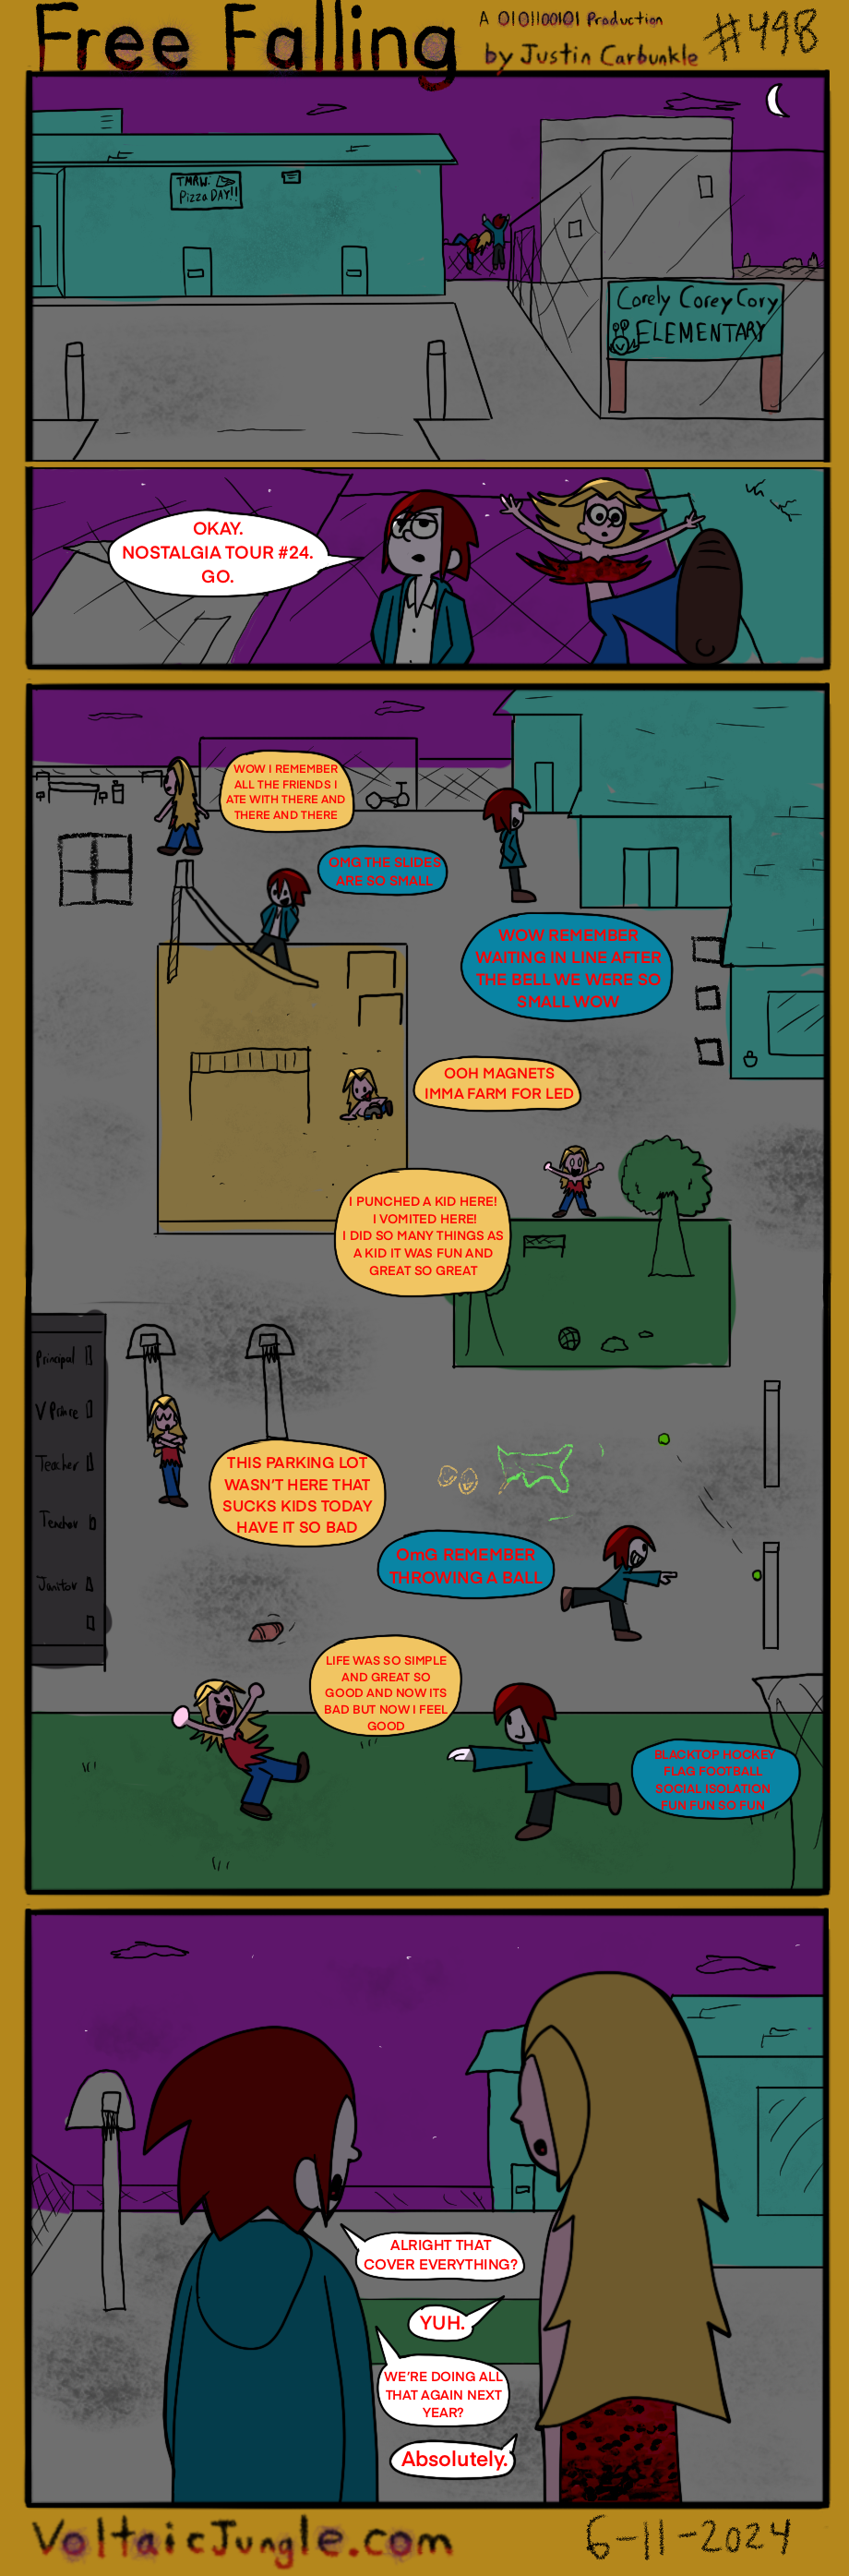 Free Falling
A 0101100101 Production
by Justin Carbunkle
#498
TMRW:
Pizza DAY!!
Corely Corey Cory
ELEMENTARY
OKAY.
NOSTALGIA TOUR #24.
GO.
WOW I REMEMBER
ALL THE FRIENDS I
ATE WITH THERE AND
THERE AND THERE
OMG THE SLIDES
ARE SO SMALL
WOW REMEMBER
WAITING IN LINE AFTER
THE BELL WE WERE SO
SMALL WOW
OOH MAGNETS
IMMA FARM FOR LED
I PUNCHED A KID HERE!
I VOMITED HERE!
I DID SO MANY THINGS AS
A KID IT WAS FUN AND
GREAT SO GREAT
Principal
V Prince
Teacher
Teacher
Janitor
THIS PARKING LOT
WASN'T HERE THAT
SUCKS KIDS TODAY
HAVE IT SO BAD
OmG REMEMBER
THROWING A BALL
LIFE WAS SO SIMPLE
AND GREAT SO
GOOD AND NOW ITS
BAD BUT NOW I FEEL
GOOD
BLACKTOP HOCKEY
FLAG FOOTBALL
SOCIAL ISOLATION
FUN FUN SO FUN
ALRIGHT THAT
COVER EVERYTHING?
YUH.
WE'RE DOING ALL
THAT AGAIN NEXT
YEAR?
Absolutely.
VoltaicJungle.com
6-11-2024